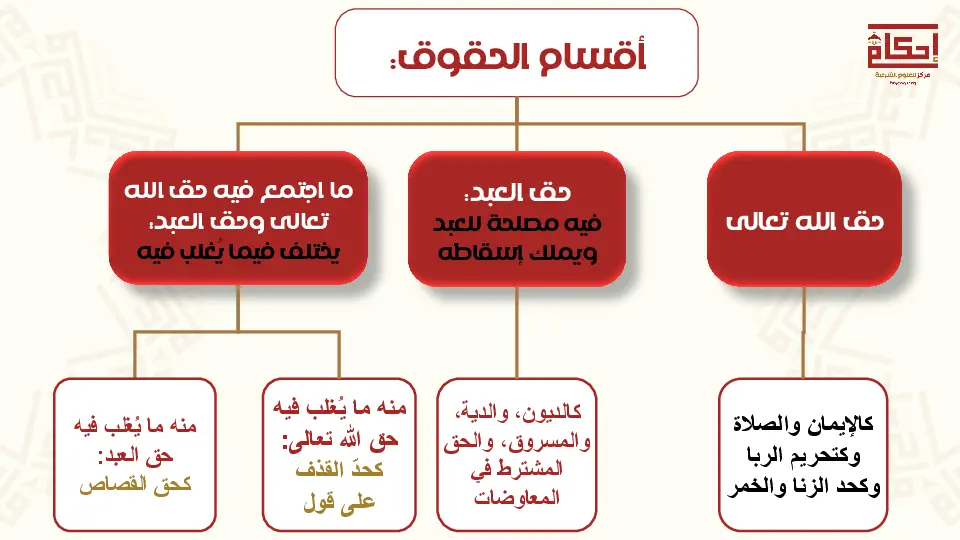 أقسام الحقوق:
إحكام
مركز للعلوم الشرعية
حق الله تعالى
حق العبد:
فيه مصلحة للعبد
ويملك إسقاطه
ما اجتمع فيه حق الله
تعالى وحق العبد:
يختلف فيما يُغلب فيه
كالإيمان والصلاة
وكتحريم الربا
وكحد الزنا والخمر
كالديون، والدية،
والمسروق، والحق
المشترط في
المعاوضات
منه ما يُغلب فيه
حق الله تعالى:
كحدّ القذف
على قول
منه ما يُغلب فيه
حق العبد:
كحق القصاص